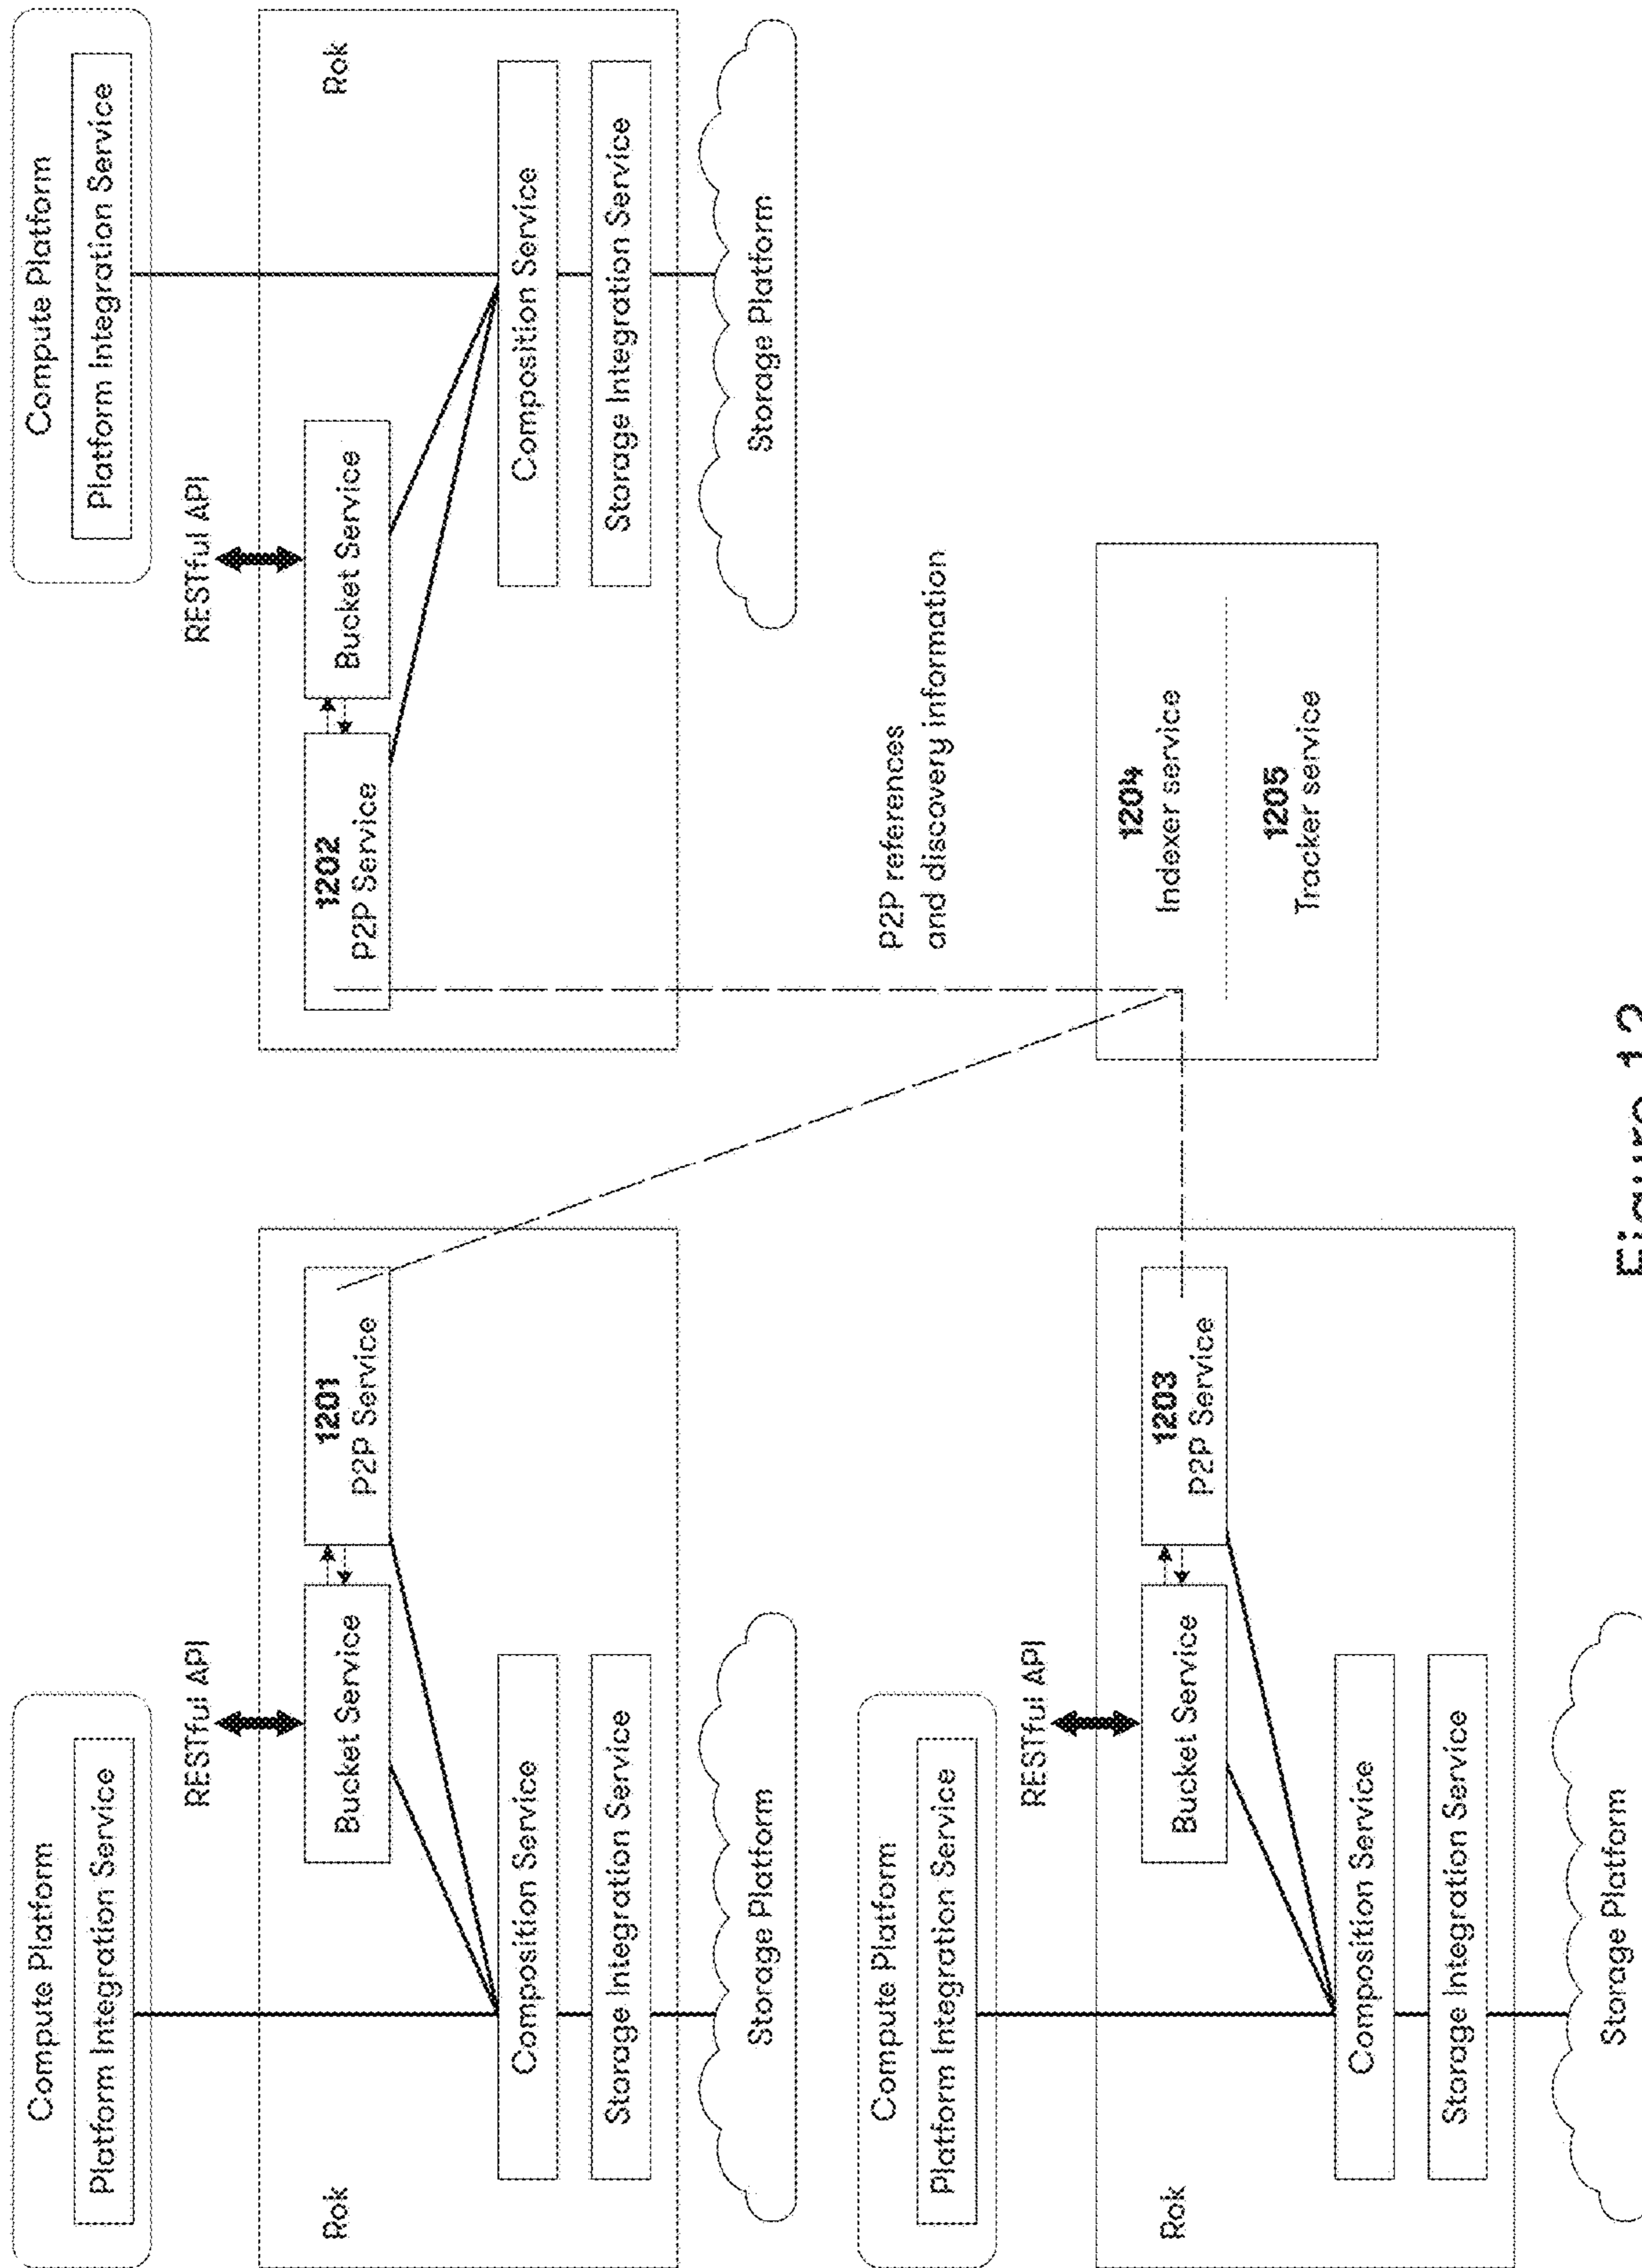 Compute Platform
Platform Integration Service
RESTful API
Rok
Bucket Service
1201
P2P Service
Composition Service
Storage Integration Service
Storage Platform
Compute Platform
Platform Integration Service
RESTful API
1202
P2P Service
Bucket Service
Rok
Composition Service
Storage Integration Service
Storage Platform
P2P references
and discovery information
Compute Platform
Platform Integration Service
RESTful API
Rok
Bucket Service
1203
P2P Service
Composition Service
Storage Integration Service
Storage Platform
1204
Indexer service
1205
Tracker service
Figure 12